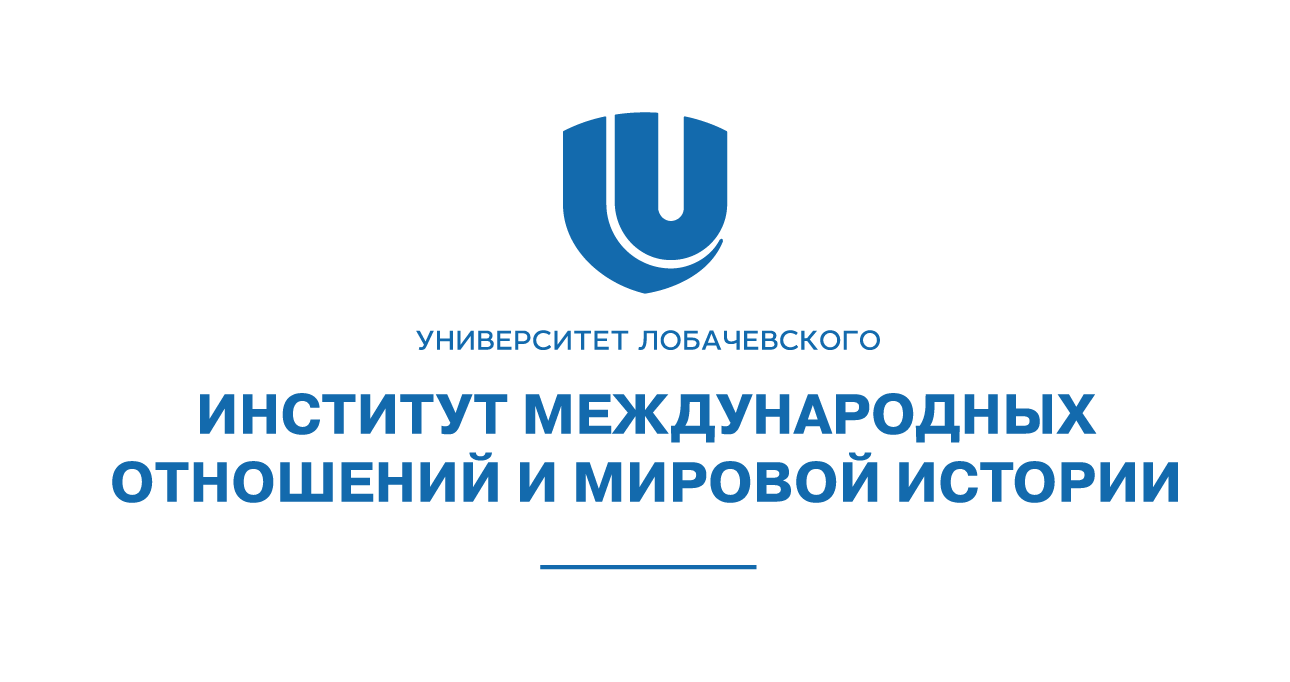 УНИВЕРСИТЕТ ЛОБАЧЕВСКОГО
ИНСТИТУТ МЕЖДУНАРОДНЫХ
ОТНОШЕНИЙ И МИРОВОЙ ИСТОРИИ